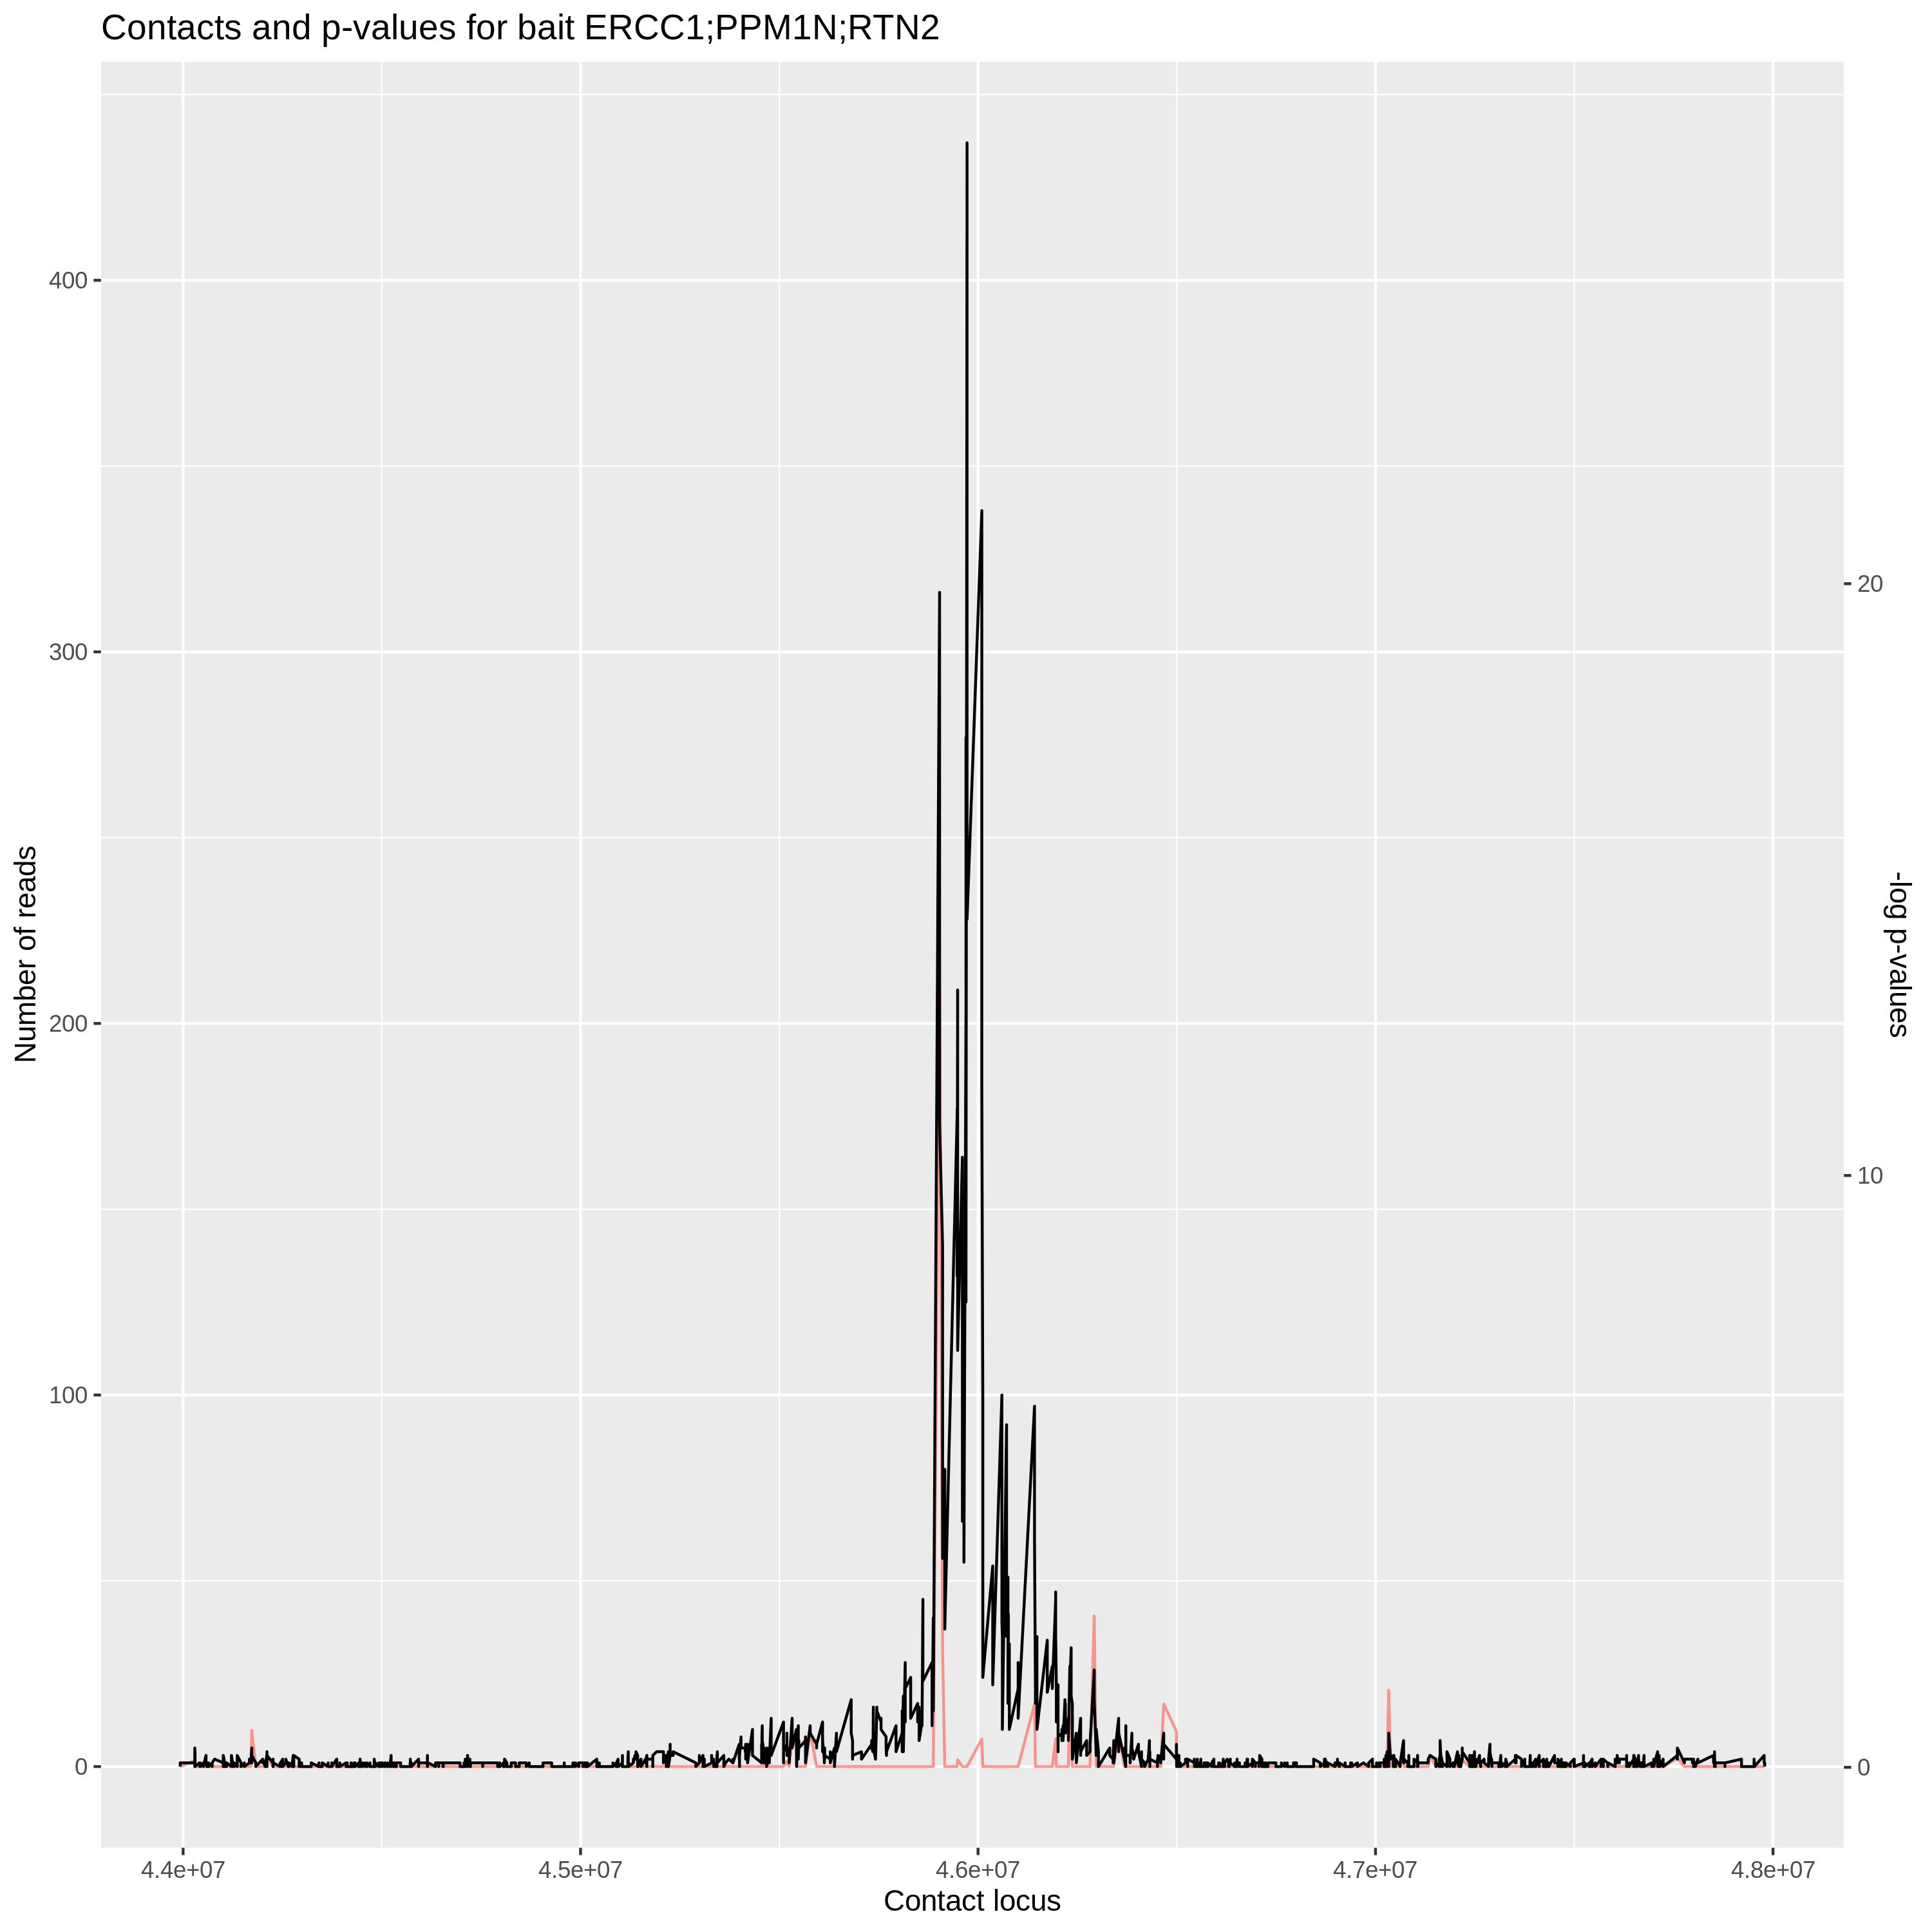 Contacts and p-values for bait ERCC1;PPM1N;RTN2
400
300
200
100
0
Number of reads
20
10
0
-log p-values
4.4e+07
4.5e+07
4.6e+07
4.7e+07
4.8e+07
Contact locus